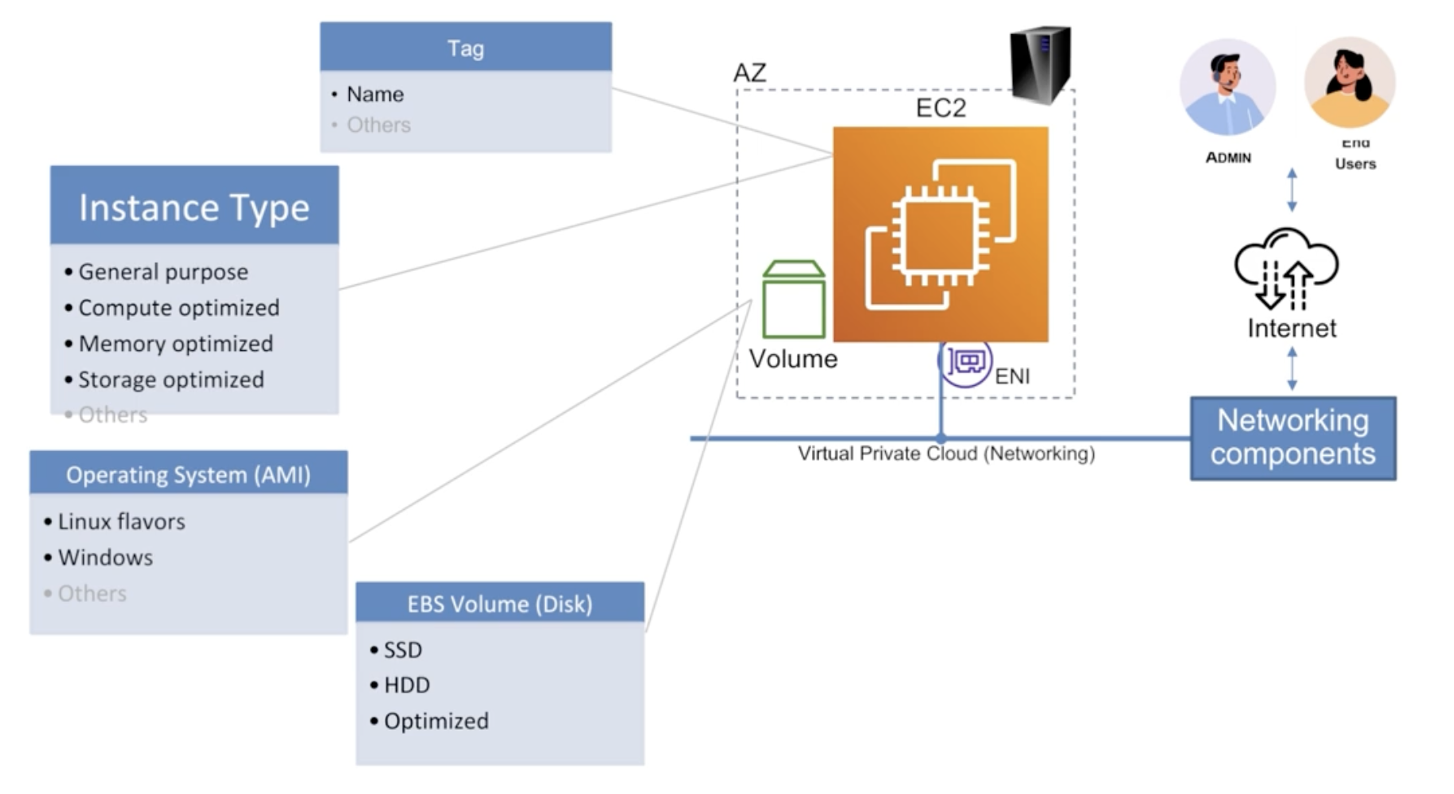 Tag
• Name
• Others
Instance Type
• General purpose
• Compute optimized
• Memory optimized
• Storage optimized
• Others
Operating System (AMI)
• Linux flavors
• Windows
• Others
EBS Volume (Disk)
• SSD
• HDD
• Optimized
AZ
EC2
Volume
ENI
Virtual Private Cloud (Networking)
ADMIN
End
Users
Internet
Networking
components